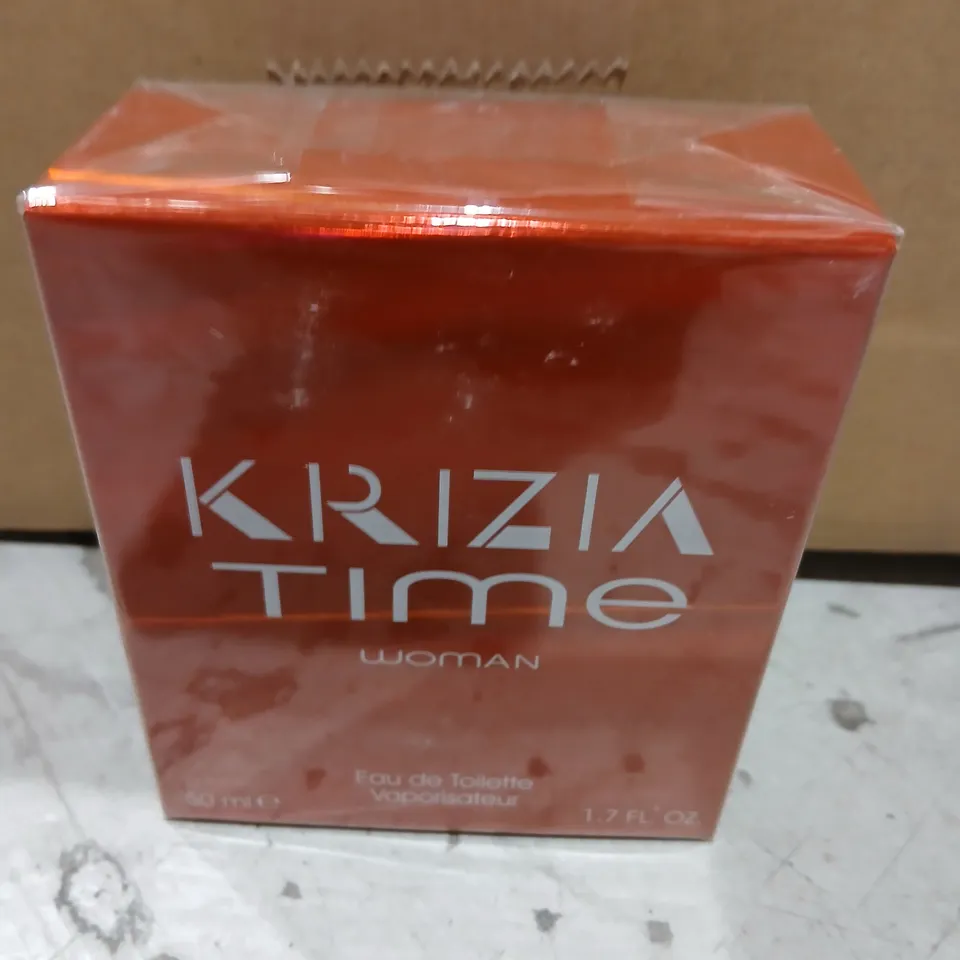 KRIZIA
TIME
WOMAN
Eau de Toilette
Vaporisateur
50 ml e
1.7 FL OZ